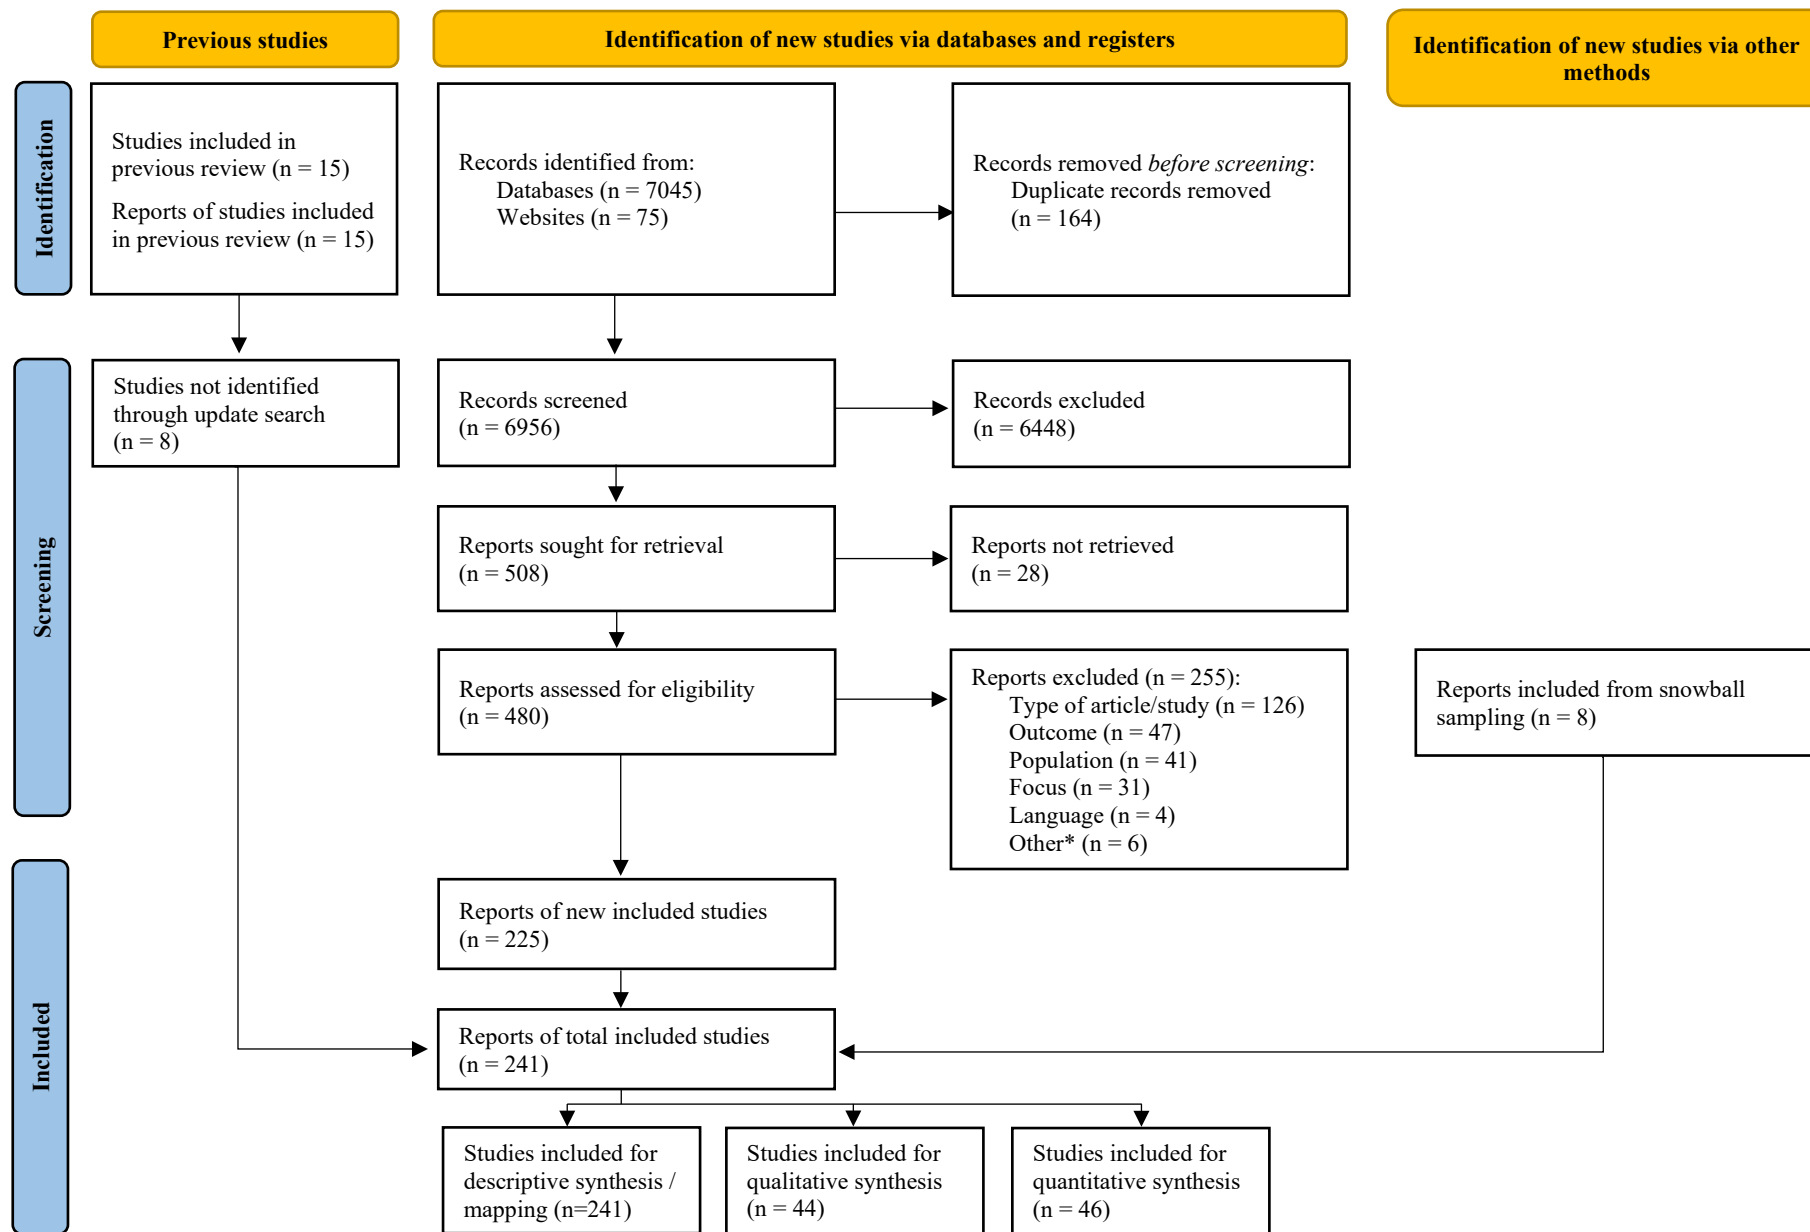 Previous studies
Identification of new studies via databases and registers
Identification of new studies via other
methods
Identification
Studies included in
previous review (n = 15)
Reports of studies included
in previous review (n = 15)
Records identified from:
Databases (n = 7045)
Websites (n = 75)
Records removed before screening:
Duplicate records removed
(n = 164)
Screening
Studies not identified
through update search
(n = 8)
Records screened
(n = 6956)
Records excluded
(n = 6448)
Reports sought for retrieval
(n = 508)
Reports not retrieved
(n = 28)
Reports assessed for eligibility
(n = 480)
Reports excluded (n = 255):
Type of article/study (n = 126)
Outcome (n = 47)
Population (n = 41)
Focus (n = 31)
Language (n = 4)
Other* (n = 6)
Reports included from snowball
sampling (n = 8)
Included
Reports of new included studies
(n = 225)
Reports of total included studies
(n = 241)
Studies included for
descriptive synthesis /
mapping (n=241)
Studies included for
qualitative synthesis
(n = 44)
Studies included for
quantitative synthesis
(n = 46)